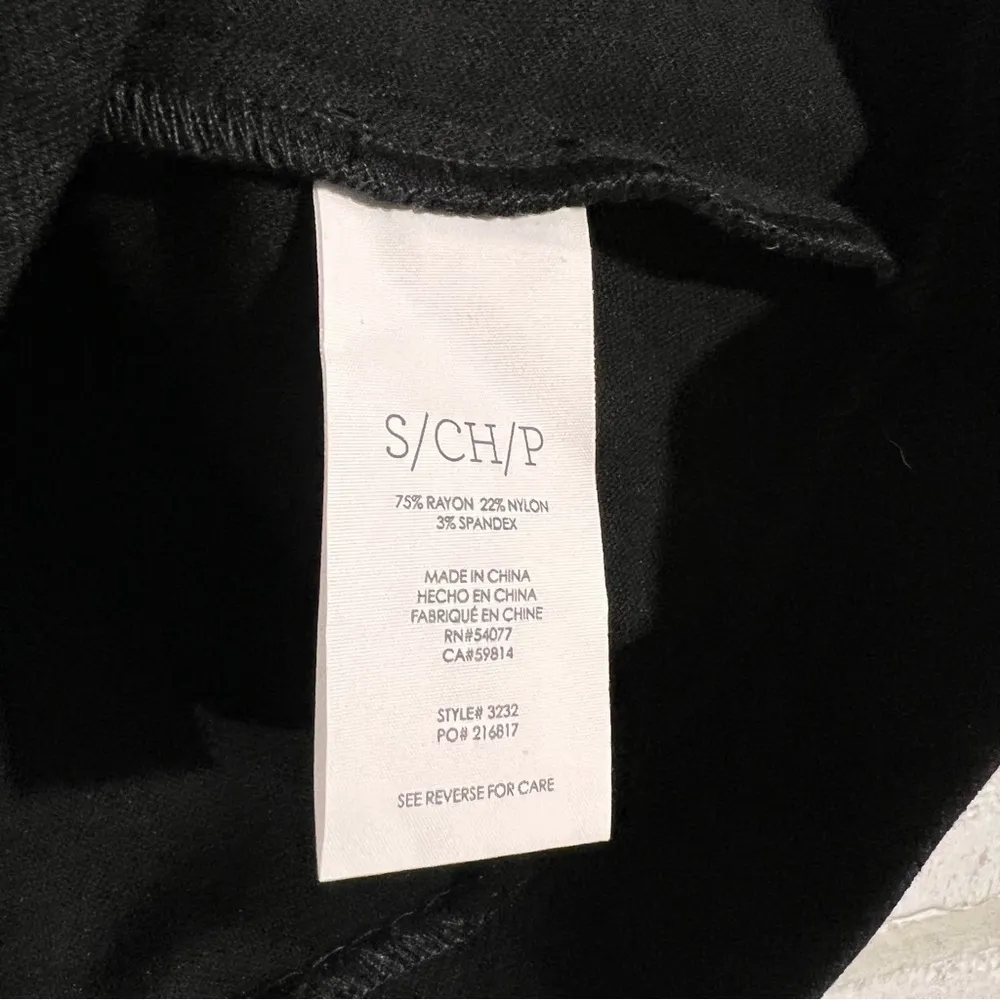 S/CH/P
75% RAYON 22% NYLON
3% SPANDEX
MADE IN CHINA
HECHO EN CHINA
FABRIQUÉ EN CHINE
RN#54077
CA#59814
STYLE# 3232
PO# 216817
SEE REVERSE FOR CARE